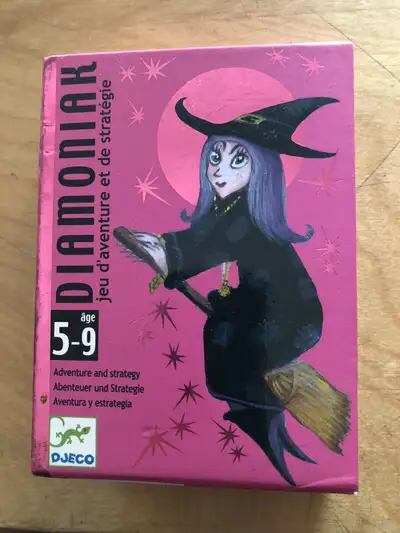 DIAMONIAK
jeu d'aventure et de stratégie
âge
5-9
Adventure and strategy
Abenteuer und Strategie
Aventura y estrategia
DJECO